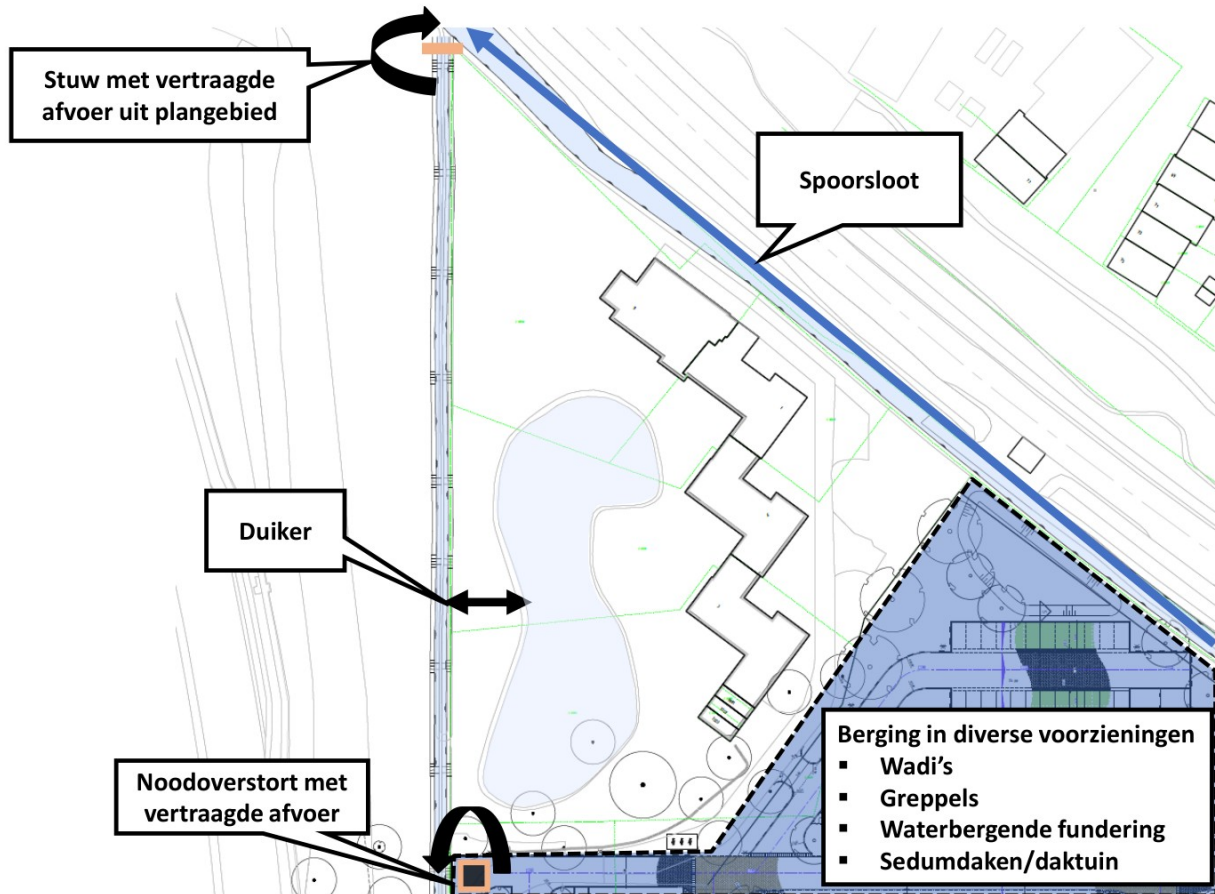 Stuw met vertraagde
afvoer uit plangebied
Spoorsloot
Duiker
Noodoverstort met
vertraagde afvoer
Berging in diverse voorzieningen
▪ Wadi's
▪ Greppels
▪ Waterbergende fundering
▪ Sedumdaken/daktuin